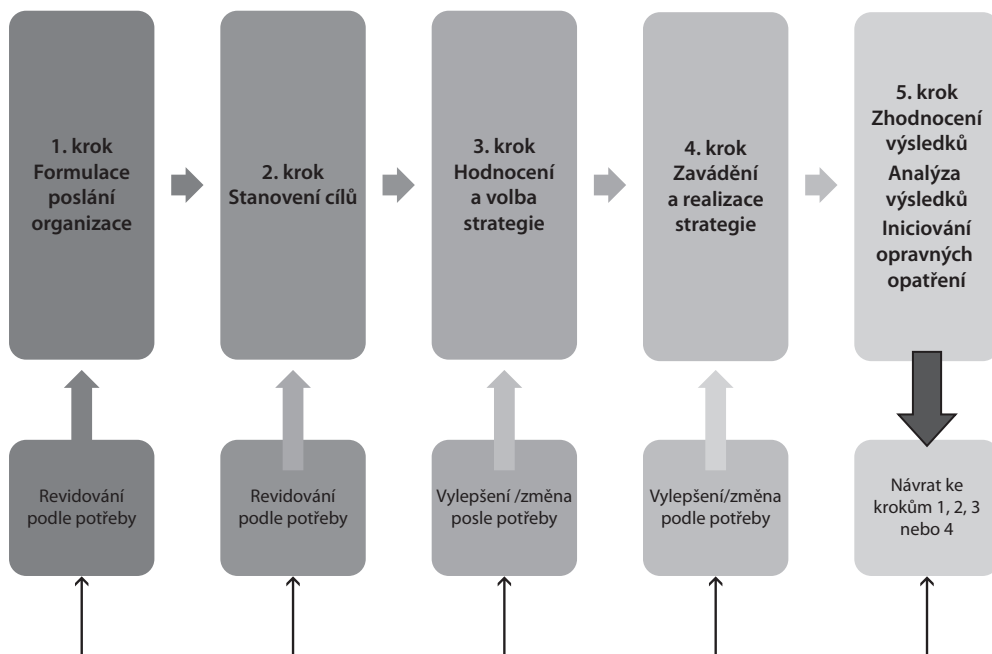 1. krok
Formulace
poslání
organizace
2. krok
Stanovení cílů
3. krok
Hodnocení
a volba
strategie
4. krok
Zavádění
a realizace
strategie
5. krok
Zhodnocení
výsledků
Analýza
výsledků
Iniciování
opravných
opatření
Revidování
podle potřeby
Revidování
podle potřeby
Vylepšení /změna
posle potřeby
Vylepšení/změna
podle potřeby
Návrat ke
krokům 1, 2, 3
nebo 4